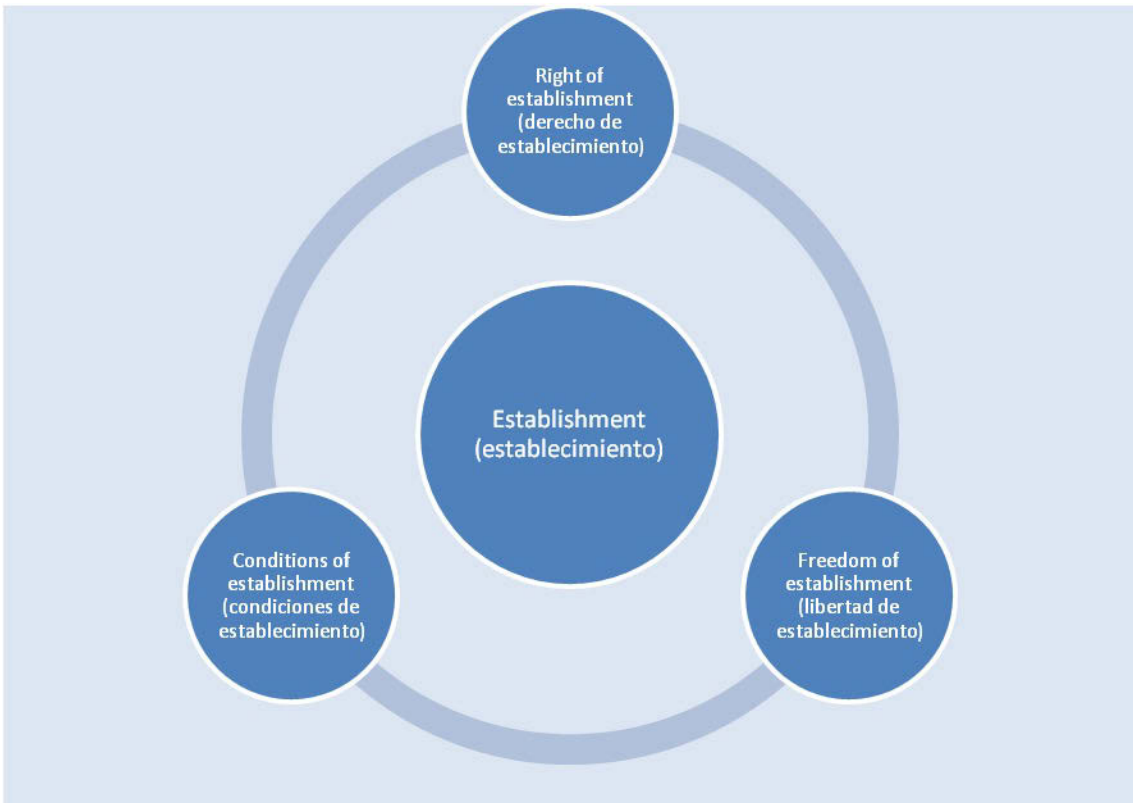 Right of
establishment
(derecho de
establecimiento)
Establishment
(establecimiento)
Conditions of
establishment
(condiciones de
establecimiento)
Freedom of
establishment
(libertad de
establecimiento)